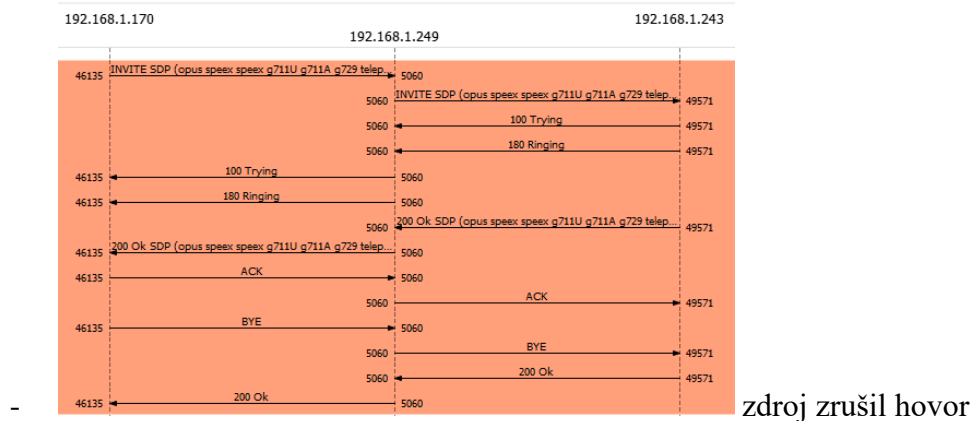 192.168.1.170 192.168.1.243
192.168.1.249
46135 INVITE SDP (opus speex speex g711U g711A g729 telep... 5060
5060 INVITE SDP (opus speex speex g711U g711A g729 telep... 49571
5060 100 Trying 49571
5060 180 Ringing 49571
46135 100 Trying 5060
46135 180 Ringing 5060
5060 200 Ok SDP (opus speex speex g711U g711A g729 telep... 49571
46135 200 Ok SDP (opus speex speex g711U g711A g729 telep... 5060
46135 ACK 5060
5060 ACK 49571
46135 BYE 5060
5060 BYE 49571
5060 200 Ok 49571
46135 200 Ok 5060
- zdroj zrušil hovor